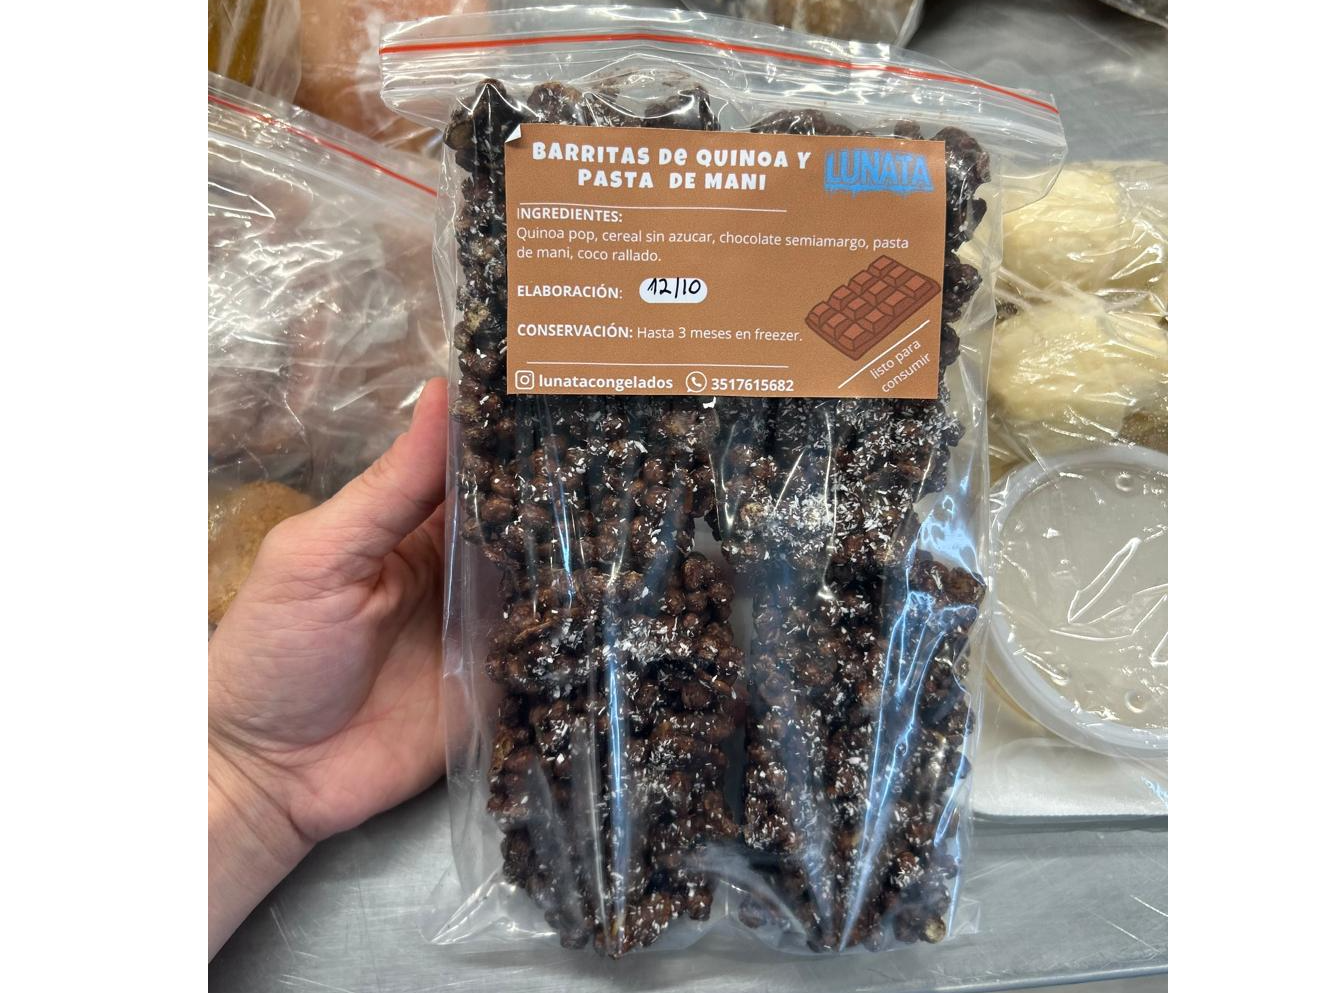 BARRITAS De QUINOA Y
PASTA DE MANI
LUNATA
INGREDIENTES:
Quinoa pop, cereal sin azucar, chocolate semiamargo, pasta
de mani, coco rallado.
ELABORACIÓN: 12/10
CONSERVACIÓN: Hasta 3 meses en freezer.
listo para
consumir
lunatacongelados 3517615682